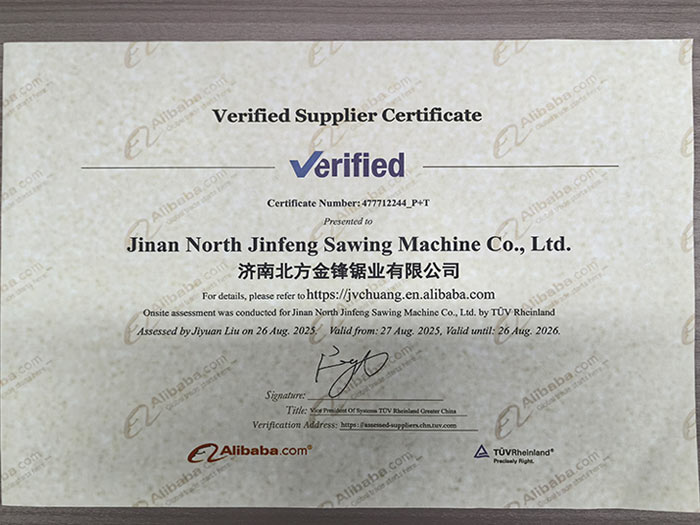 Verified Supplier Certificate
Verified
Certificate Number: 477712244_P+T
Presented to
Jinan North Jinfeng Sawing Machine Co., Ltd.
济南北方金锋锯业有限公司
For details, please refer to https://jvchuang.en.alibaba.com
Onsite assessment was conducted for Jinan North Jinfeng Sawing Machine Co., Ltd. by TÜV Rheinland
Assessed by Jiyuan Liu on 26 Aug. 2025. Valid from: 27 Aug. 2025, Valid until: 26 Aug. 2026.
Signature:
Title: Vice President Of Systems TÜV Rheinland Greater China
Verification Address: https://assessed-suppliers.chn.tuv.com
Alibaba.com®
TÜVRheinland®
Precisely Right.